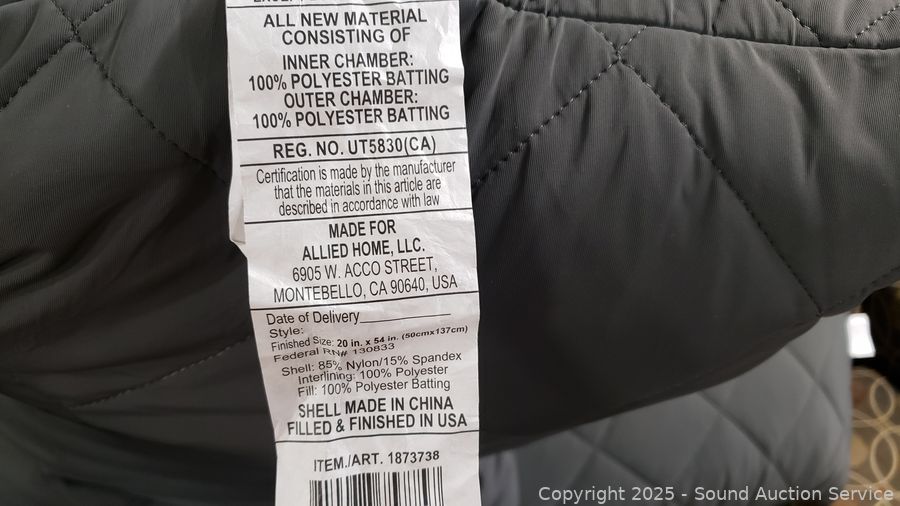 ALL NEW MATERIAL
CONSISTING OF
INNER CHAMBER:
100% POLYESTER BATTING
OUTER CHAMBER:
100% POLYESTER BATTING
REG. NO. UT5830(CA)
Certification is made by the manufacturer
that the materials in this article are
described in accordance with law
MADE FOR
ALLIED HOME, LLC.
6905 W. ACCO STREET,
MONTEBELLO, CA 90640, USA
Date of Delivery
Style:
Finished Size: 20 in. x 54 in. (50cmx137cm)
Federal RN# 130833
Shell: 85% Nylon/15% Spandex
Interlining: 100% Polyester
Fill: 100% Polyester Batting
SHELL MADE IN CHINA
FILLED & FINISHED IN USA
ITEM./ART. 1873738
Copyright 2025 - Sound Auction Service